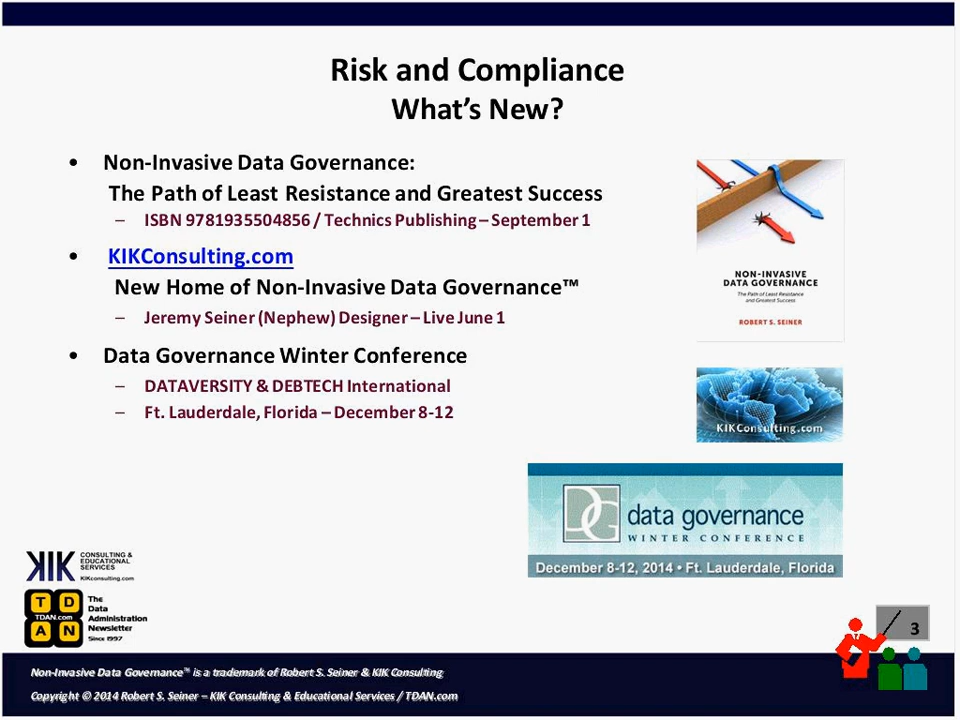 Risk and Compliance
What's New?
• Non-Invasive Data Governance:
The Path of Least Resistance and Greatest Success
– ISBN 9781935504856 / Technics Publishing – September 1
• KIKConsulting.com
New Home of Non-Invasive Data Governance™
– Jeremy Seiner (Nephew) Designer – Live June 1
• Data Governance Winter Conference
– DATAVERSITY & DEBTECH International
– Ft. Lauderdale, Florida – December 8-12
NON-INVASIVE
DATA GOVERNANCE
The Path of Least Resistance
and Greatest Success
ROBERT S. SEINER
KIKConsulting.com
DG data governance
WINTER CONFERENCE
December 8-12, 2014 • Ft. Lauderdale, Florida
KIK CONSULTING &
EDUCATIONAL
SERVICES
KIKconsulting.com
T D
TDAN.com
A N
The
Data
Administration
Newsletter
Since 1997
3
Non-Invasive Data Governance™ is a trademark of Robert S. Seiner & KIK Consulting
Copyright © 2014 Robert S. Seiner – KIK Consulting & Educational Services / TDAN.com